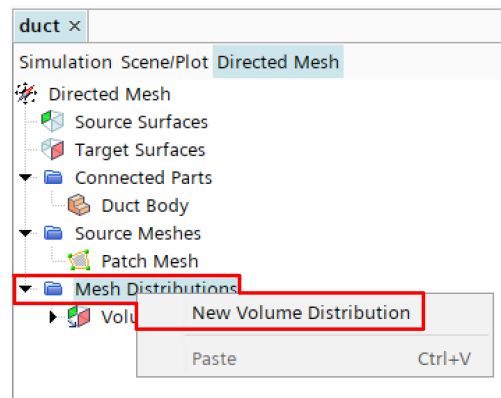 duct ×
Simulation Scene/Plot Directed Mesh
Directed Mesh
Source Surfaces
Target Surfaces
Connected Parts
Duct Body
Source Meshes
Patch Mesh
Mesh Distributions
New Volume Distribution
Volu
Paste Ctrl+V